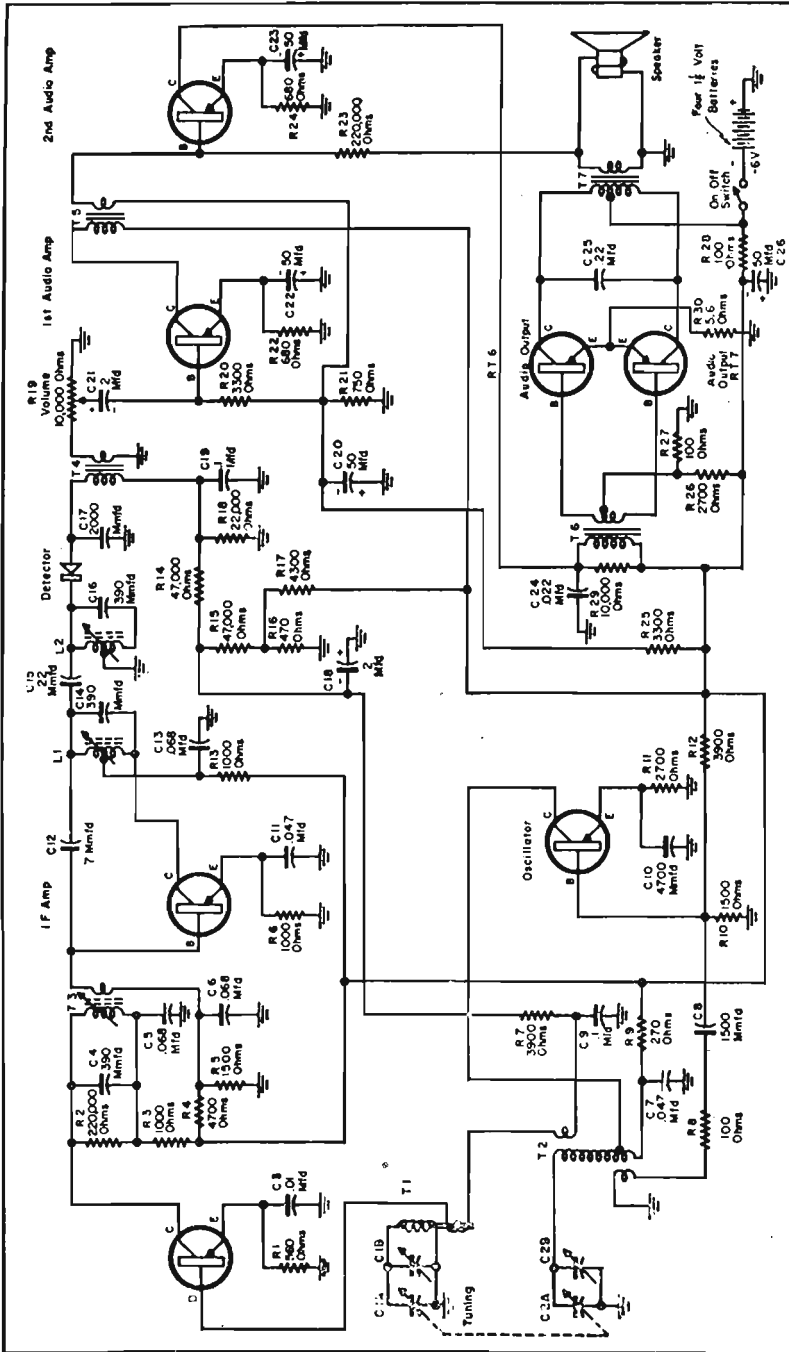 2nd Audio Amp
C
B
E
C23
50
Mfd
R24
680
Ohms
R23
220,000
Ohms
T5
1st Audio Amp
C
B
E
C22
50
Mfd
R22
680
Ohms
R19
Volume
10,000 Ohms
C21
2
Mfd
R20
3300
Ohms
R21
750
Ohms
C20
50
Mfd
T4
C19
.1Mfd
R18
22,000
Ohms
C17
2000
Mmfd
Detector
C16
390
Mmfd
L2
R14
47,000
Ohms
R15
47,000
Ohms
R17
4300
Ohms
R16
470
Ohms
C18
2
Mfd
C15
22
Mmfd
C14
390
Mmfd
L1
C13
.068
Mfd
R13
1000
Ohms
C12
7 Mmfd
IF Amp
C
B
E
C11
.047
Mfd
R6
1000
Ohms
T3
C6
.068
Mfd
C5
.068
Mfd
C4
390
Mmfd
R5
1500
Ohms
R2
220,000
Ohms
R3
1000
Ohms
R4
4700
Ohms
C
E
C3
.01
Mfd
R1
560
Ohms
Speaker
Four 1½ Volt
Batteries
+
-
-6V
On Off
Switch
T7
R28
100
Ohms
50
Mfd
C26
C25
.22
Mfd
R30
5.6
Ohms
RT6
Audio Output
C
E
E
C
B
B
Audio
Output
RT7
R27
100
Ohms
R26
2700
Ohms
T6
C24
.022
Mfd
R29
10,000
Ohms
R25
3300
Ohms
R12
3900
Ohms
Oscillator
C
B
E
R11
2700
Ohms
C10
4700
Mmfd
R10
1500
Ohms
R7
3900
Ohms
C9
.1
Mfd
R9
270
Ohms
C8
1500
Mmfd
C7
.047
Mfd
R8
100
Ohms
T1
T2
C1B
Tuning
C2B
C2A